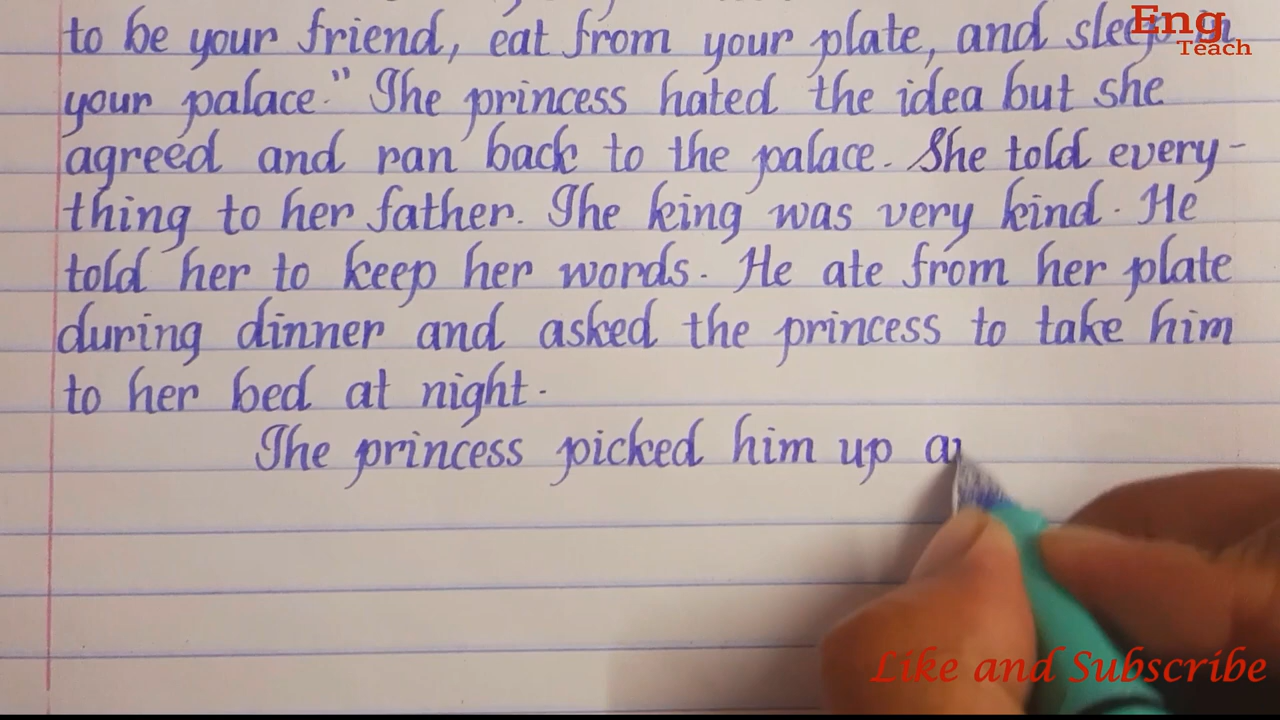 to be your friend, eat from your plate, and sleep in
your palace." The princess hated the idea but she
agreed and ran back to the palace. She told every-
thing to her father. The king was very kind. He
told her to keep her words. He ate from her plate
during dinner and asked the princess to take him
to her bed at night.
The princess picked him up
Eng
Teach
Like and Subscribe